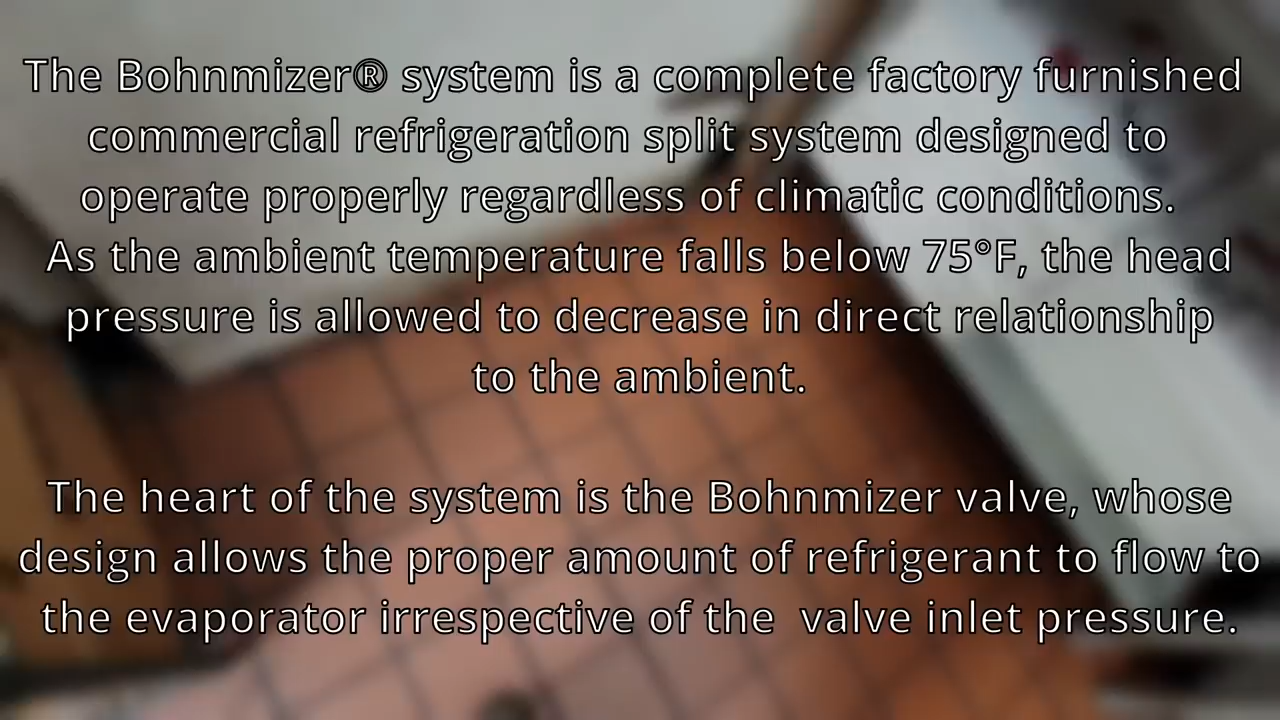 The Bohnmizer® system is a complete factory furnished
commercial refrigeration split system designed to
operate properly regardless of climatic conditions.
As the ambient temperature falls below 75°F, the head
pressure is allowed to decrease in direct relationship
to the ambient.
The heart of the system is the Bohnmizer valve, whose
design allows the proper amount of refrigerant to flow to
the evaporator irrespective of the  valve inlet pressure.